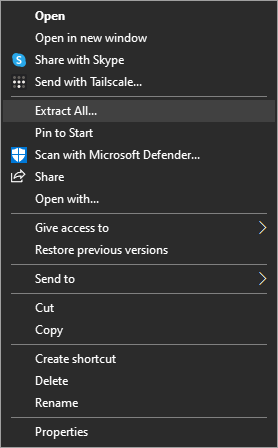 Open
Open in new window
Share with Skype
Send with Tailscale...
Extract All...
Pin to Start
Scan with Microsoft Defender...
Share
Open with...
Give access to
Restore previous versions
Send to
Cut
Copy
Create shortcut
Delete
Rename
Properties